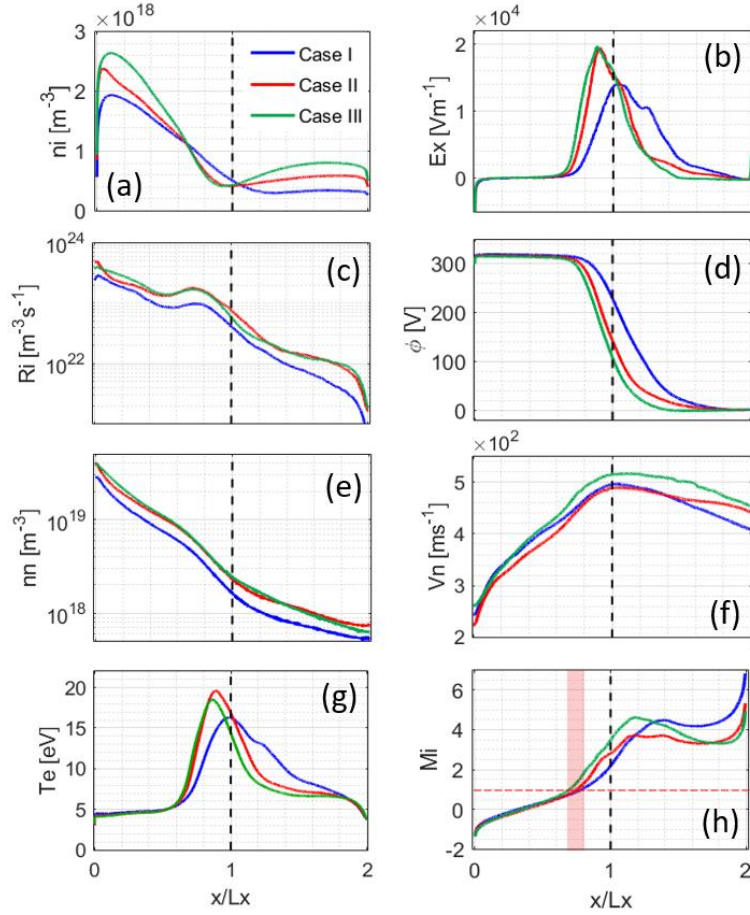 ×10^18
3
2
1
0
ni [m^-3]
Case I
Case II
Case III
(a)
×10^4
2
1
0
Ex [Vm^-1]
(b)
10^24
10^22
Ri [m^-3s^-1]
(c)
300
200
100
0
ϕ [V]
(d)
10^19
10^18
nn [m^-3]
(e)
×10^2
5
4
3
2
Vn [ms^-1]
(f)
20
15
10
5
0
Te [eV]
(g)
0
1
2
x/Lx
6
4
2
0
-2
Mi
(h)
0
1
2
x/Lx